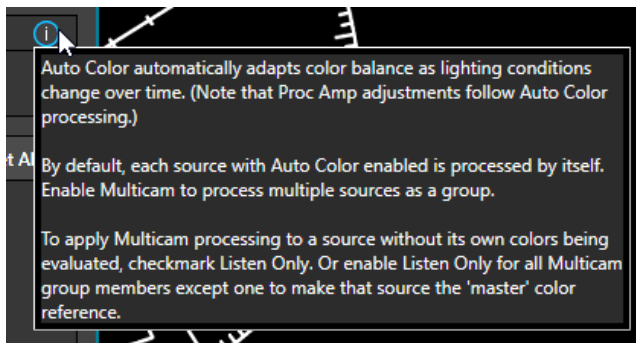 i
Auto Color automatically adapts color balance as lighting conditions
change over time. (Note that Proc Amp adjustments follow Auto Color
processing.)
By default, each source with Auto Color enabled is processed by itself.
Enable Multicam to process multiple sources as a group.
To apply Multicam processing to a source without its own colors being
evaluated, checkmark Listen Only. Or enable Listen Only for all Multicam
group members except one to make that source the 'master' color
reference.